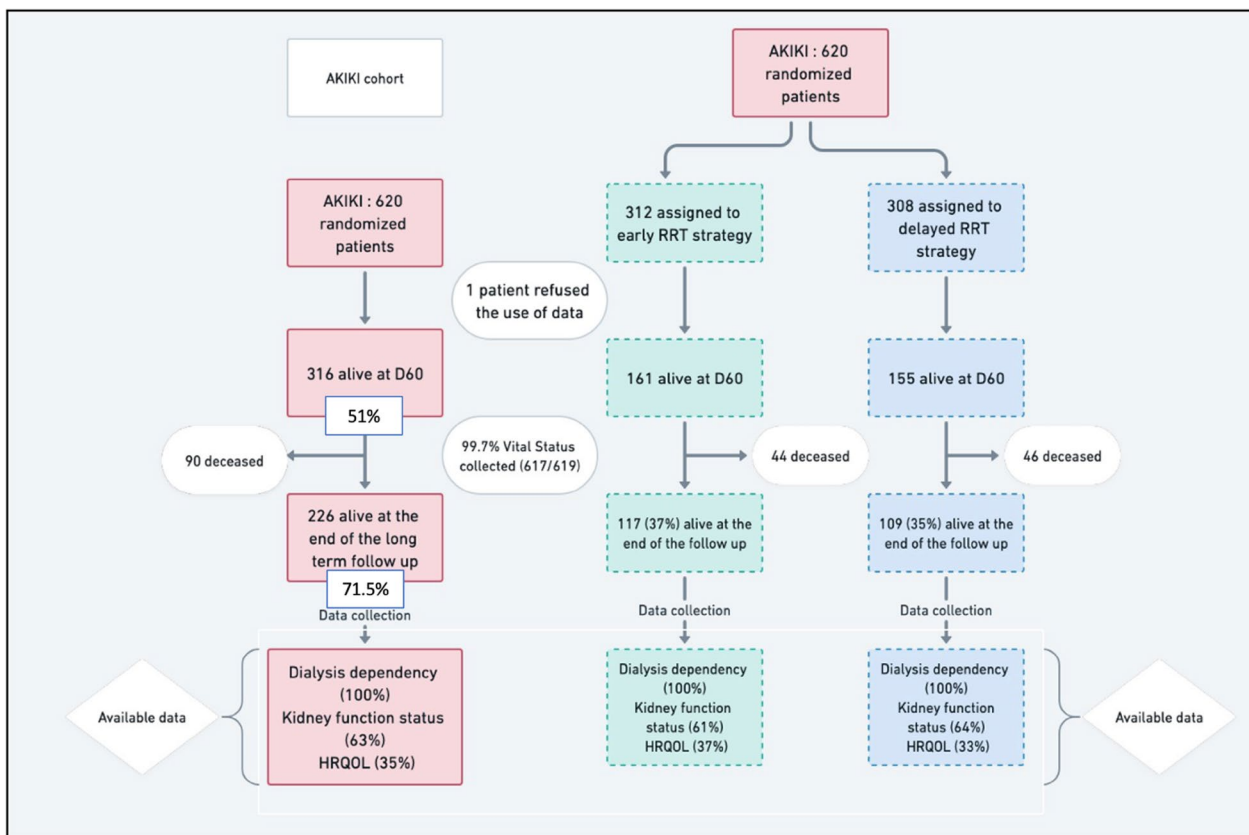 AKIKI cohort
AKIKI : 620
randomized
patients
AKIKI : 620
randomized
patients
312 assigned to
early RRT strategy
308 assigned to
delayed RRT
strategy
1 patient refused
the use of data
316 alive at D60
51%
161 alive at D60
155 alive at D60
90 deceased
99.7% Vital Status
collected (617/619)
44 deceased
46 deceased
226 alive at the
end of the long
term follow up
71.5%
117 (37%) alive at the
end of the follow up
109 (35%) alive at the
end of the follow up
Data collection
Data collection
Data collection
Available data
Dialysis dependency
(100%)
Kidney function status
(63%)
HRQOL (35%)
Dialysis dependency
(100%)
Kidney function
status (61%)
HRQOL (37%)
Dialysis dependency
(100%)
Kidney function
status (64%)
HRQOL (33%)
Available data